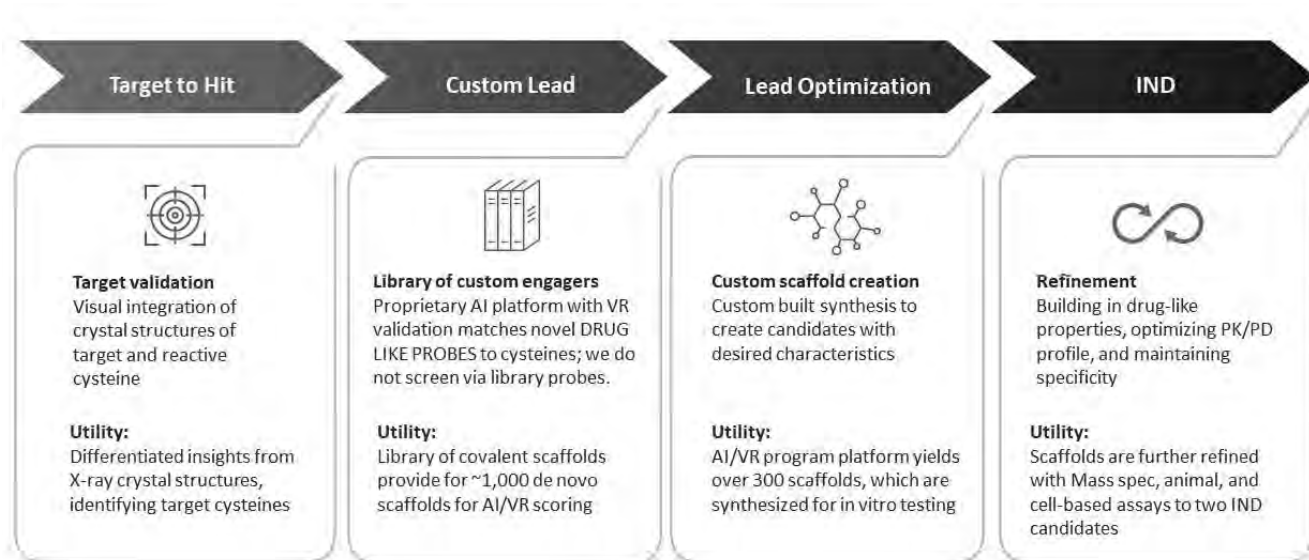 Target to Hit
Custom Lead
Lead Optimization
IND
Target validation
Visual integration of
crystal structures of
target and reactive
cysteine
Utility:
Differentiated insights from
X-ray crystal structures,
identifying target cysteines
Library of custom engagers
Proprietary AI platform with VR
validation matches novel DRUG
LIKE PROBES to cysteines; we do
not screen via library probes.
Utility:
Library of covalent scaffolds
provide for ~1,000 de novo
scaffolds for AI/VR scoring
Custom scaffold creation
Custom built synthesis to
create candidates with
desired characteristics
Utility:
AI/VR program platform yields
over 300 scaffolds, which are
synthesized for in vitro testing
Refinement
Building in drug-like
properties, optimizing PK/PD
profile, and maintaining
specificity
Utility:
Scaffolds are further refined
with Mass spec, animal, and
cell-based assays to two IND
candidates